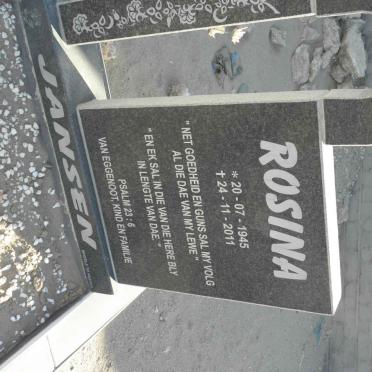 ROSINA
* 20 - 07 - 1945
✝ 24 - 11 - 2011
"NET GOEDHEID EN GUNS SAL MY VOLG
AL DIE DAE VAN MY LEWE"
"EN EK SAL IN DIE VAN DIE HERE BLY
IN LENGTE VAN DAE."
PSALM 23 : 6
VAN EGGENOOT, KIND EN FAMILIE
JANSEN